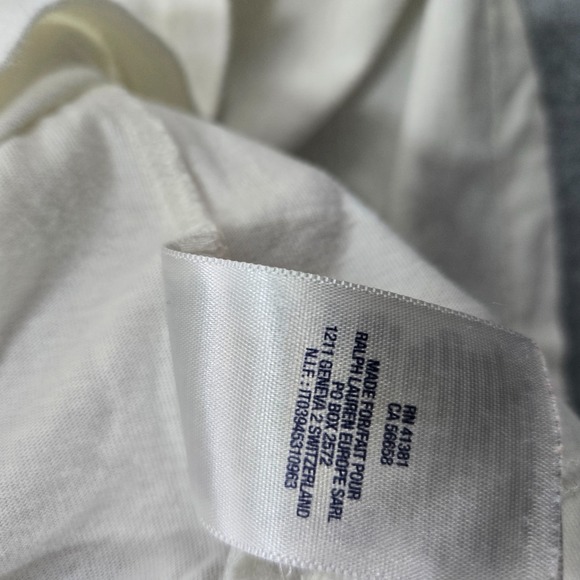 RN 41381
CA 56658
MADE FOR/FAIT POUR
RALPH LAUREN EUROPE SARL
PO BOX 2572
1211 GENEVA 2 SWITZERLAND
N.I.F.: IT03945310963